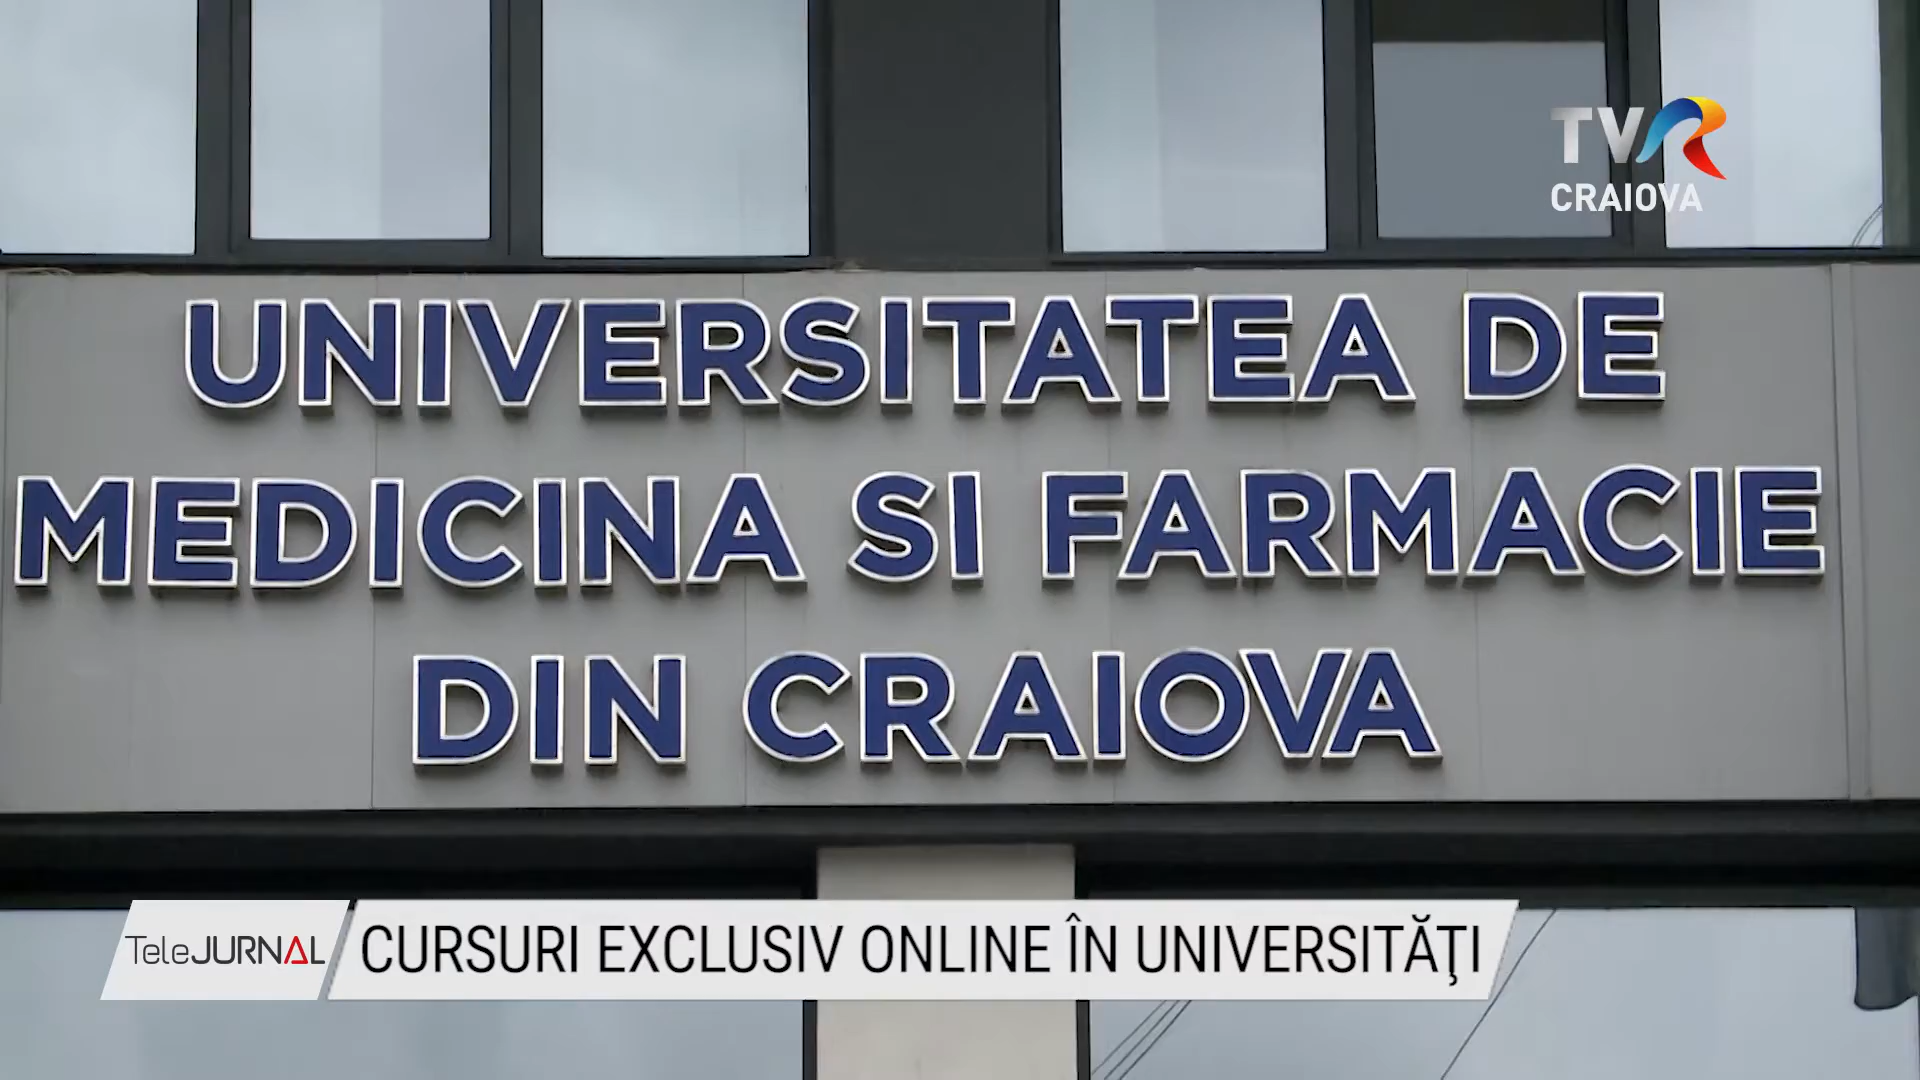 TVR
CRAIOVA
UNIVERSITATEA DE
MEDICINA SI FARMACIE
DIN CRAIOVA
TeleJURNAL
CURSURI EXCLUSIV ONLINE ÎN UNIVERSITĂŢI